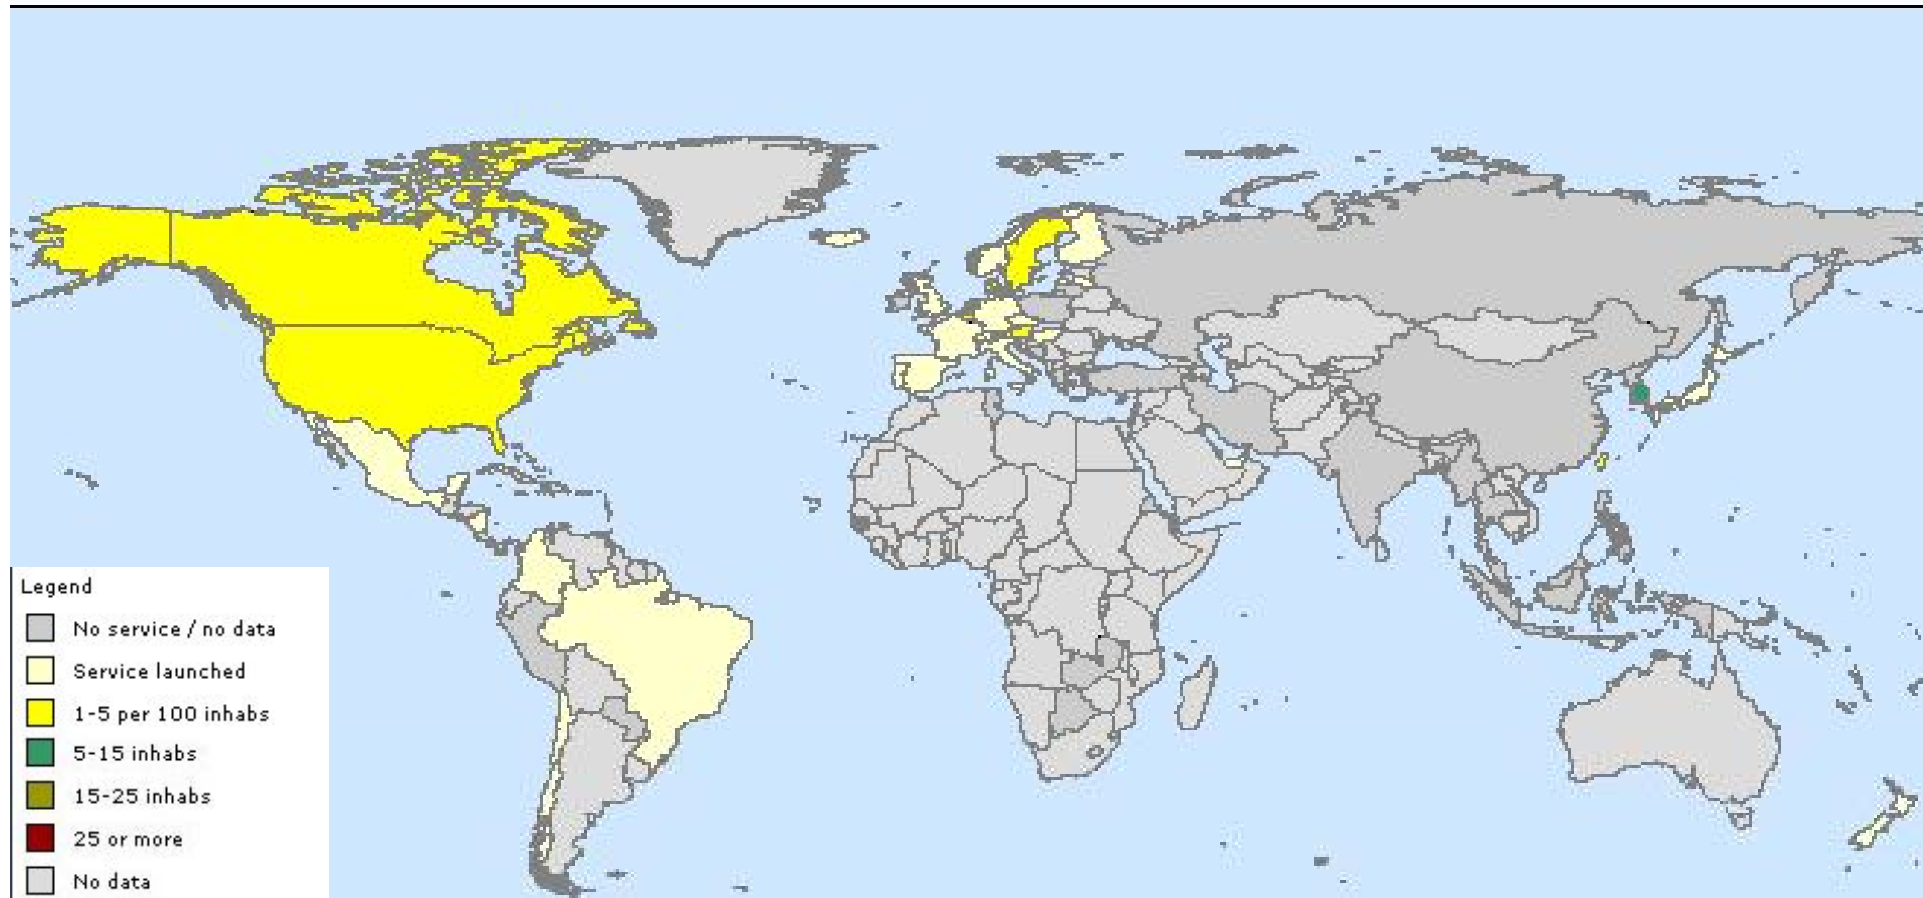 Legend
No service / no data
Service launched
1-5 per 100 inhabs
5-15 inhabs
15-25 inhabs
25 or more
No data